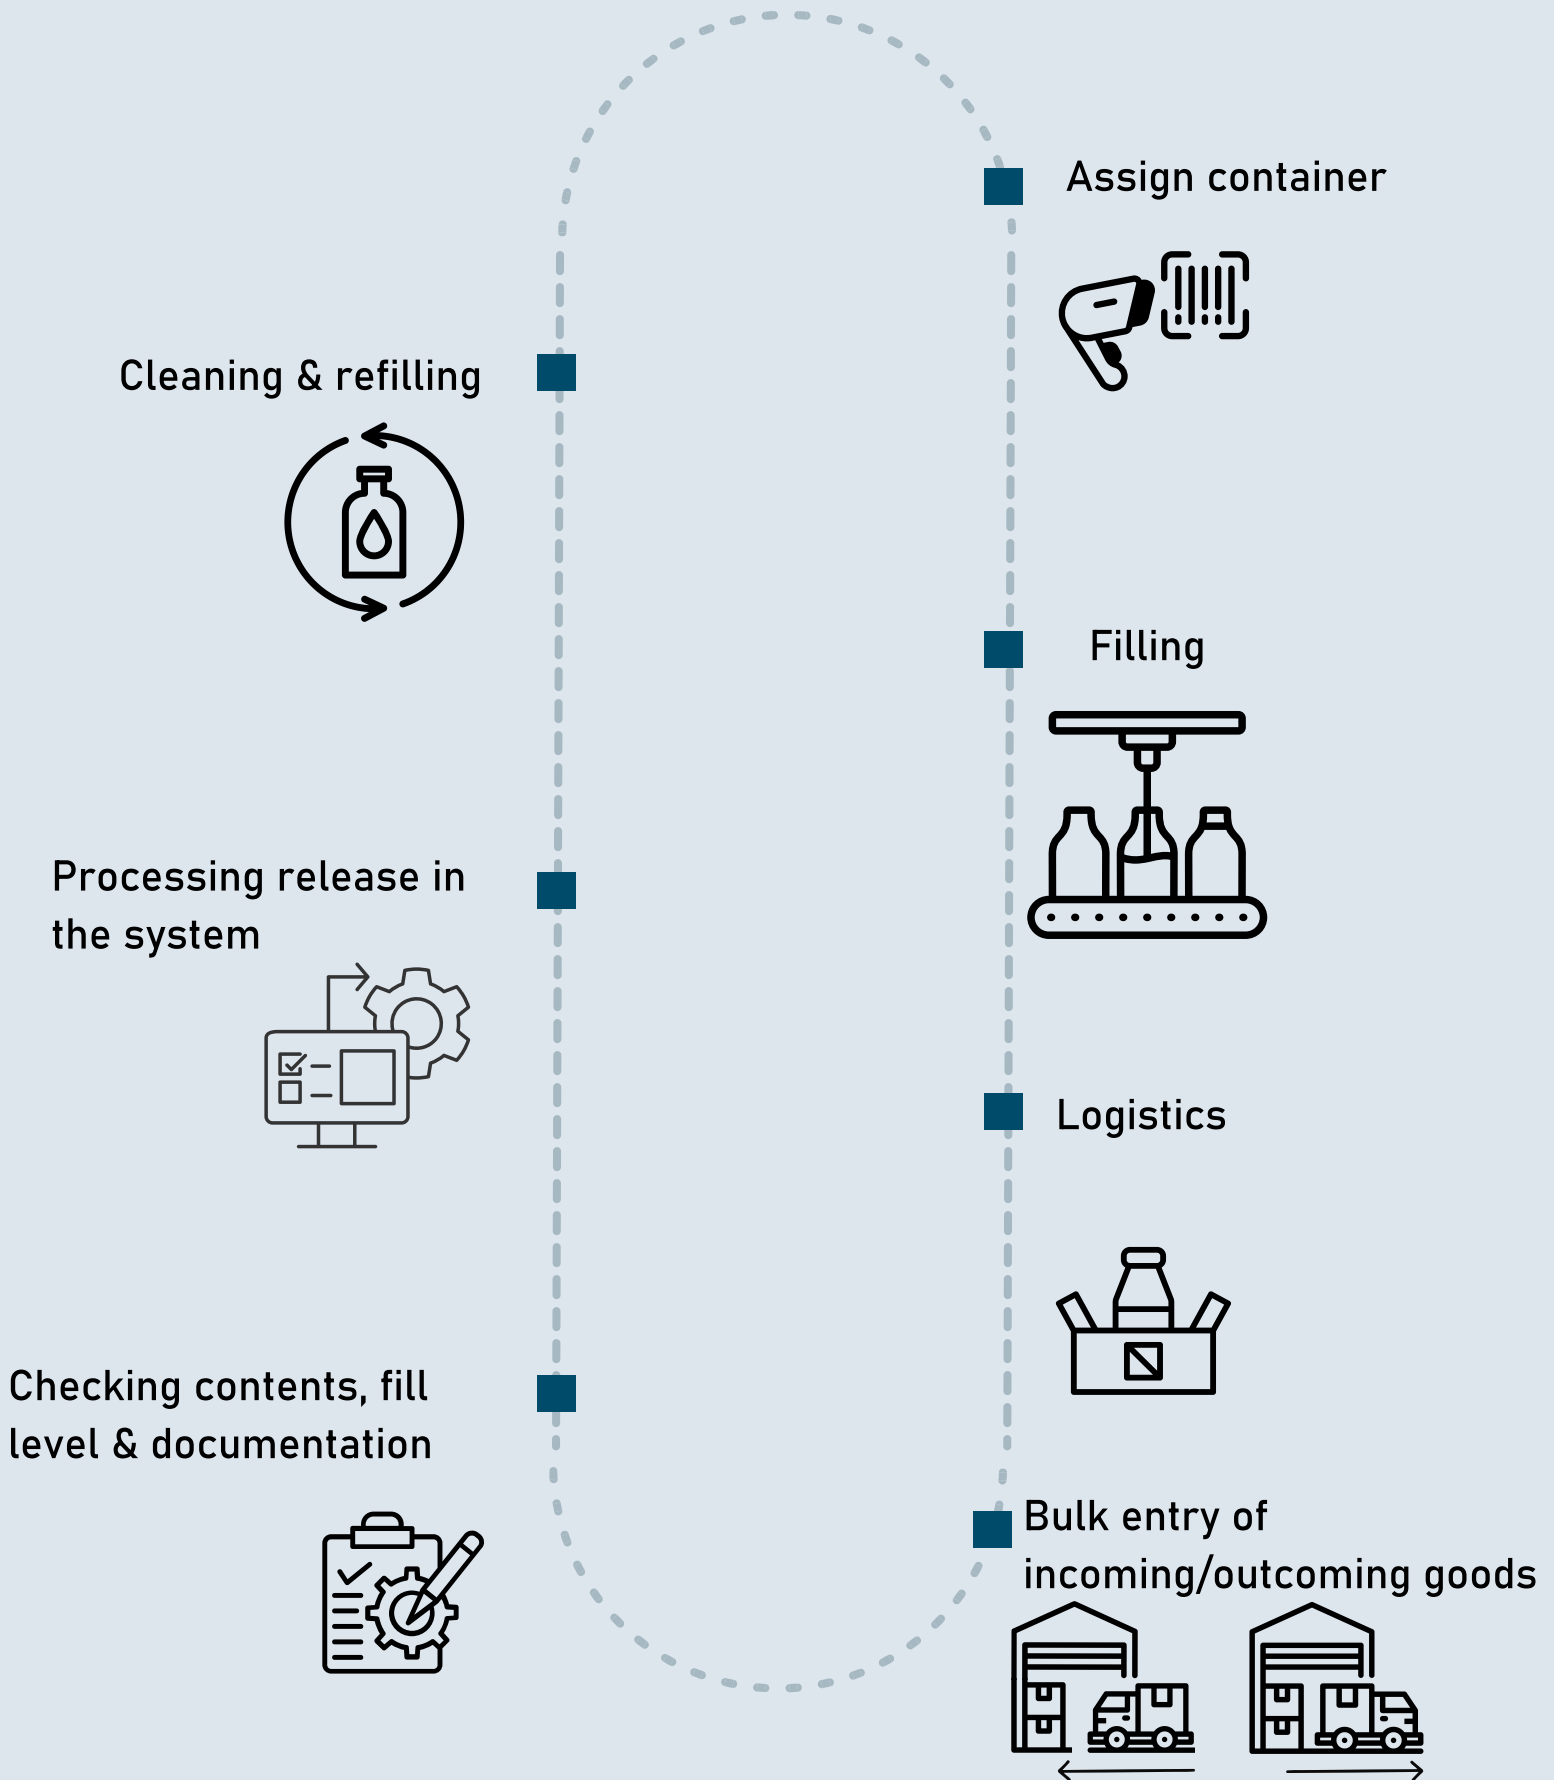 Assign container
Cleaning & refilling
Filling
Processing release in
the system
Logistics
Checking contents, fill
level & documentation
Bulk entry of
incoming/outcoming goods